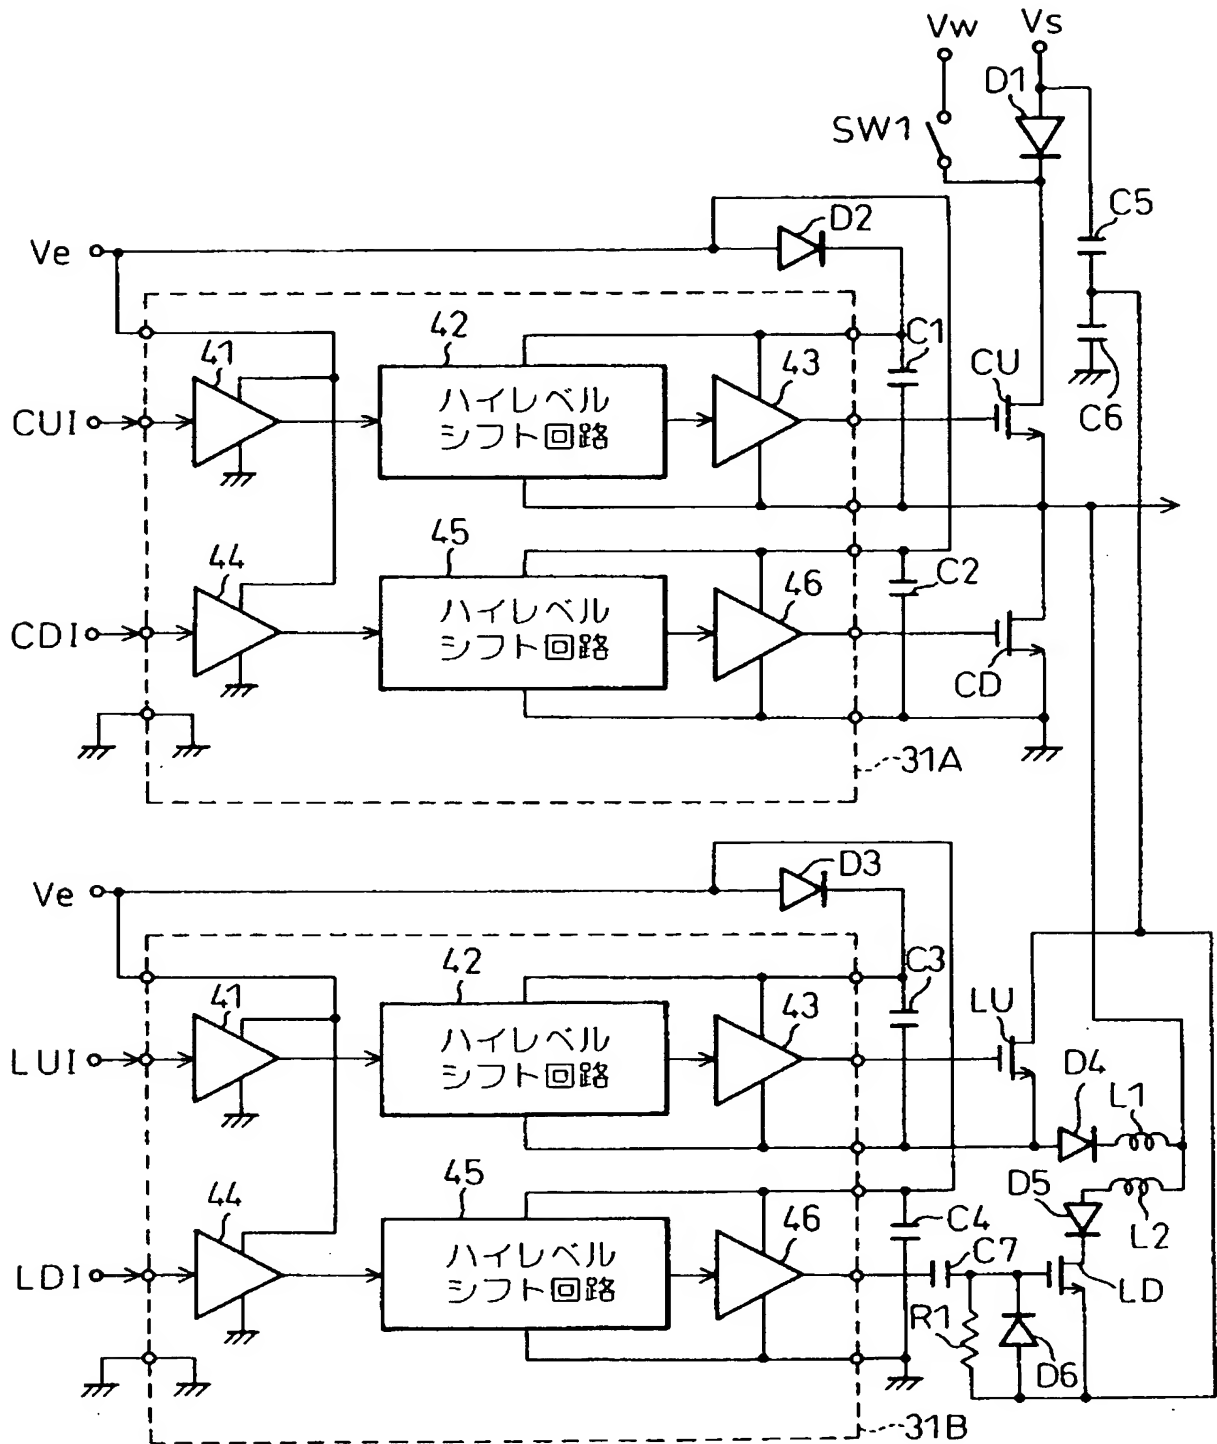 Vw
Vs
D1
SW1
C5
D2
Ve
42
C1
41
43
CU
ハイレベル
シフト回路
C6
CUI
45
44
C2
46
ハイレベル
シフト回路
CDI
CD
31A
D3
Ve
42
C3
41
43
LU
ハイレベル
シフト回路
LUI
D4
L1
45
44
D5
46
C4
L2
ハイレベル
シフト回路
C7
LDI
LD
R1
D6
31B